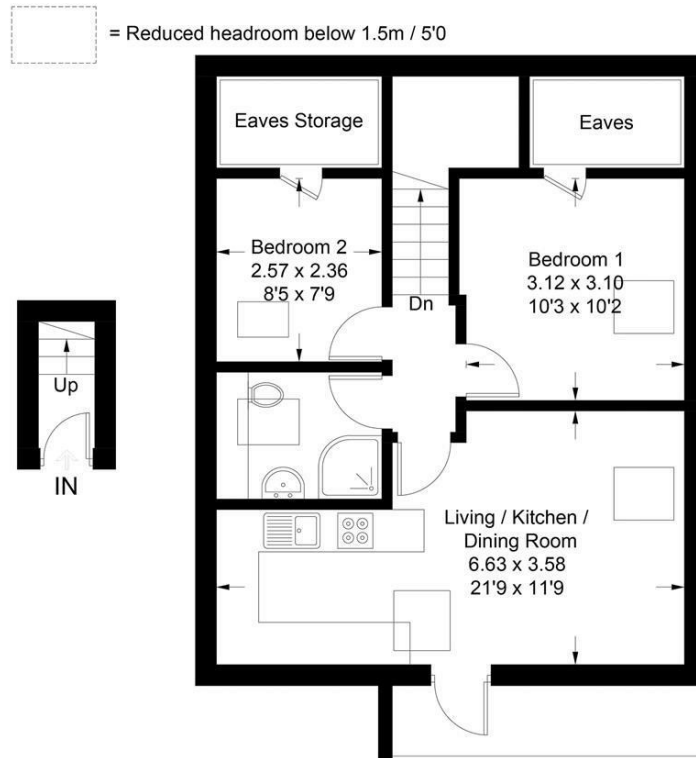 = Reduced headroom below 1.5m / 5'0
Eaves Storage
Eaves
Bedroom 2
2.57 x 2.36
8'5 x 7'9
Bedroom 1
3.12 x 3.10
10'3 x 10'2
Dn
Up
IN
Living / Kitchen /
Dining Room
6.63 x 3.58
21'9 x 11'9